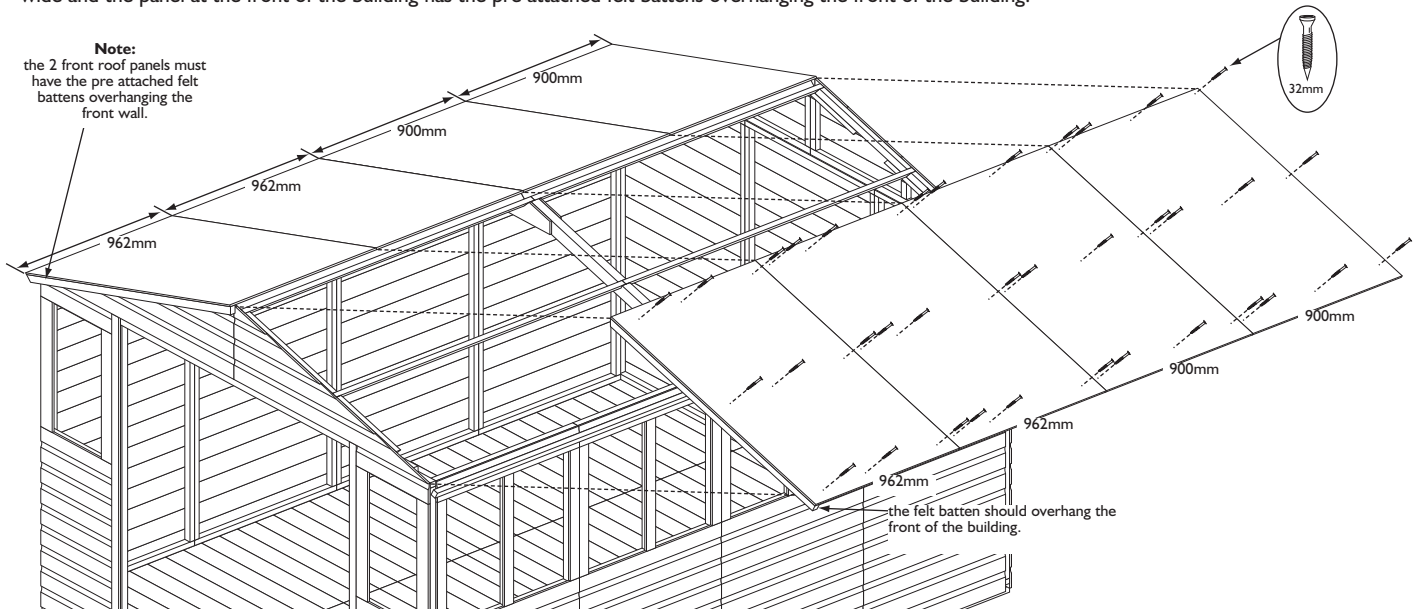 wide and the panel at the front of the building has the pre attached felt battens overhanging the front of the building.
Note:
the 2 front roof panels must
have the pre attached felt
battens overhanging the
front wall.
900mm
900mm
962mm
962mm
32mm
900mm
900mm
962mm
962mm
the felt batten should overhang the
front of the building.